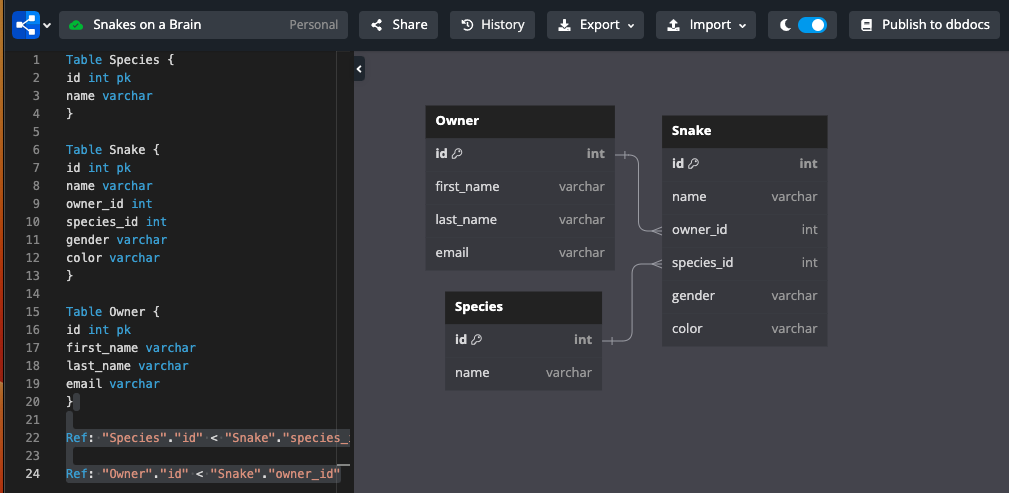 Snakes on a Brain Personal Share History Export Import Publish to dbdocs
1 Table Species {
2 id int pk
3 name varchar
4 }
5
6 Table Snake {
7 id int pk
8 name varchar
9 owner_id int
10 species_id int
11 gender varchar
12 color varchar
13 }
14
15 Table Owner {
16 id int pk
17 first_name varchar
18 last_name varchar
19 email varchar
20 }
21
22 Ref: "Species"."id" < "Snake"."species_
23
24 Ref: "Owner"."id" < "Snake"."owner_id"
Owner
id int
first_name varchar
last_name varchar
email varchar
Snake
id int
name varchar
owner_id int
species_id int
gender varchar
color varchar
Species
id int
name varchar